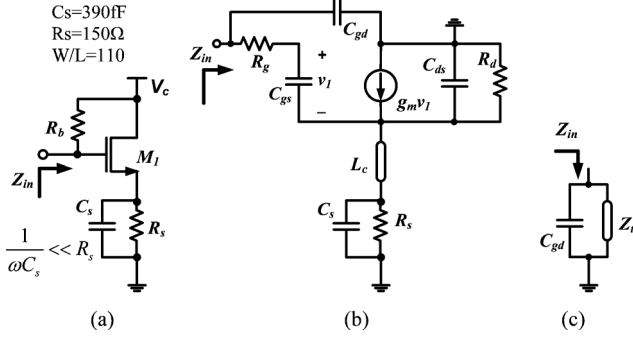 Cs=390fF
Rs=150Ω
W/L=110
Vc
Rb
M1
Zin
Cs
Rs
1
ωCs
<< Rs
(a)
Cgd
Zin
Rg
+
v1
−
Cgs
gmv1
Cds
Rd
Lc
Cs
Rs
(b)
Zin
Cgd
(c)